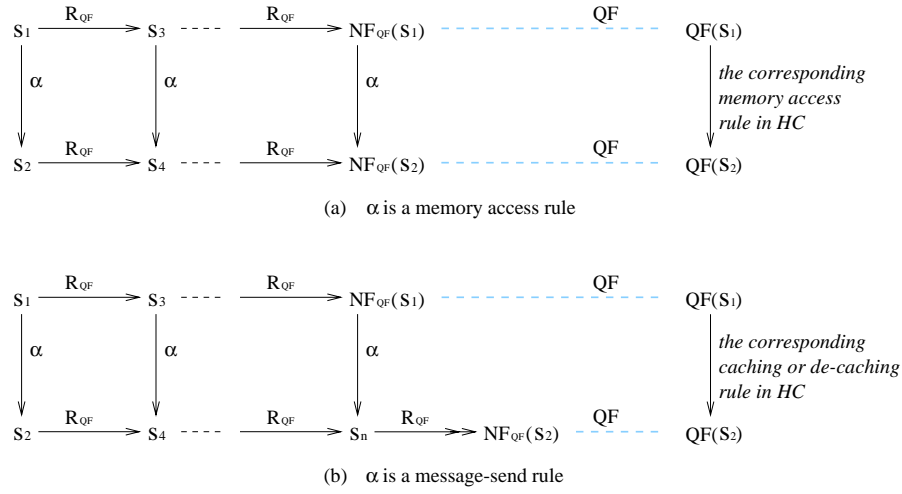 S1 RQF S3 RQF NFQF(S1) QF QF(S1)
α α α the corresponding
memory access
rule in HC
S2 RQF S4 RQF NFQF(S2) QF QF(S2)
(a) α is a memory access rule
S1 RQF S3 RQF NFQF(S1) QF QF(S1)
α α α the corresponding
caching or de-caching
rule in HC
S2 RQF S4 RQF Sn RQF NFQF(S2) QF QF(S2)
(b) α is a message-send rule